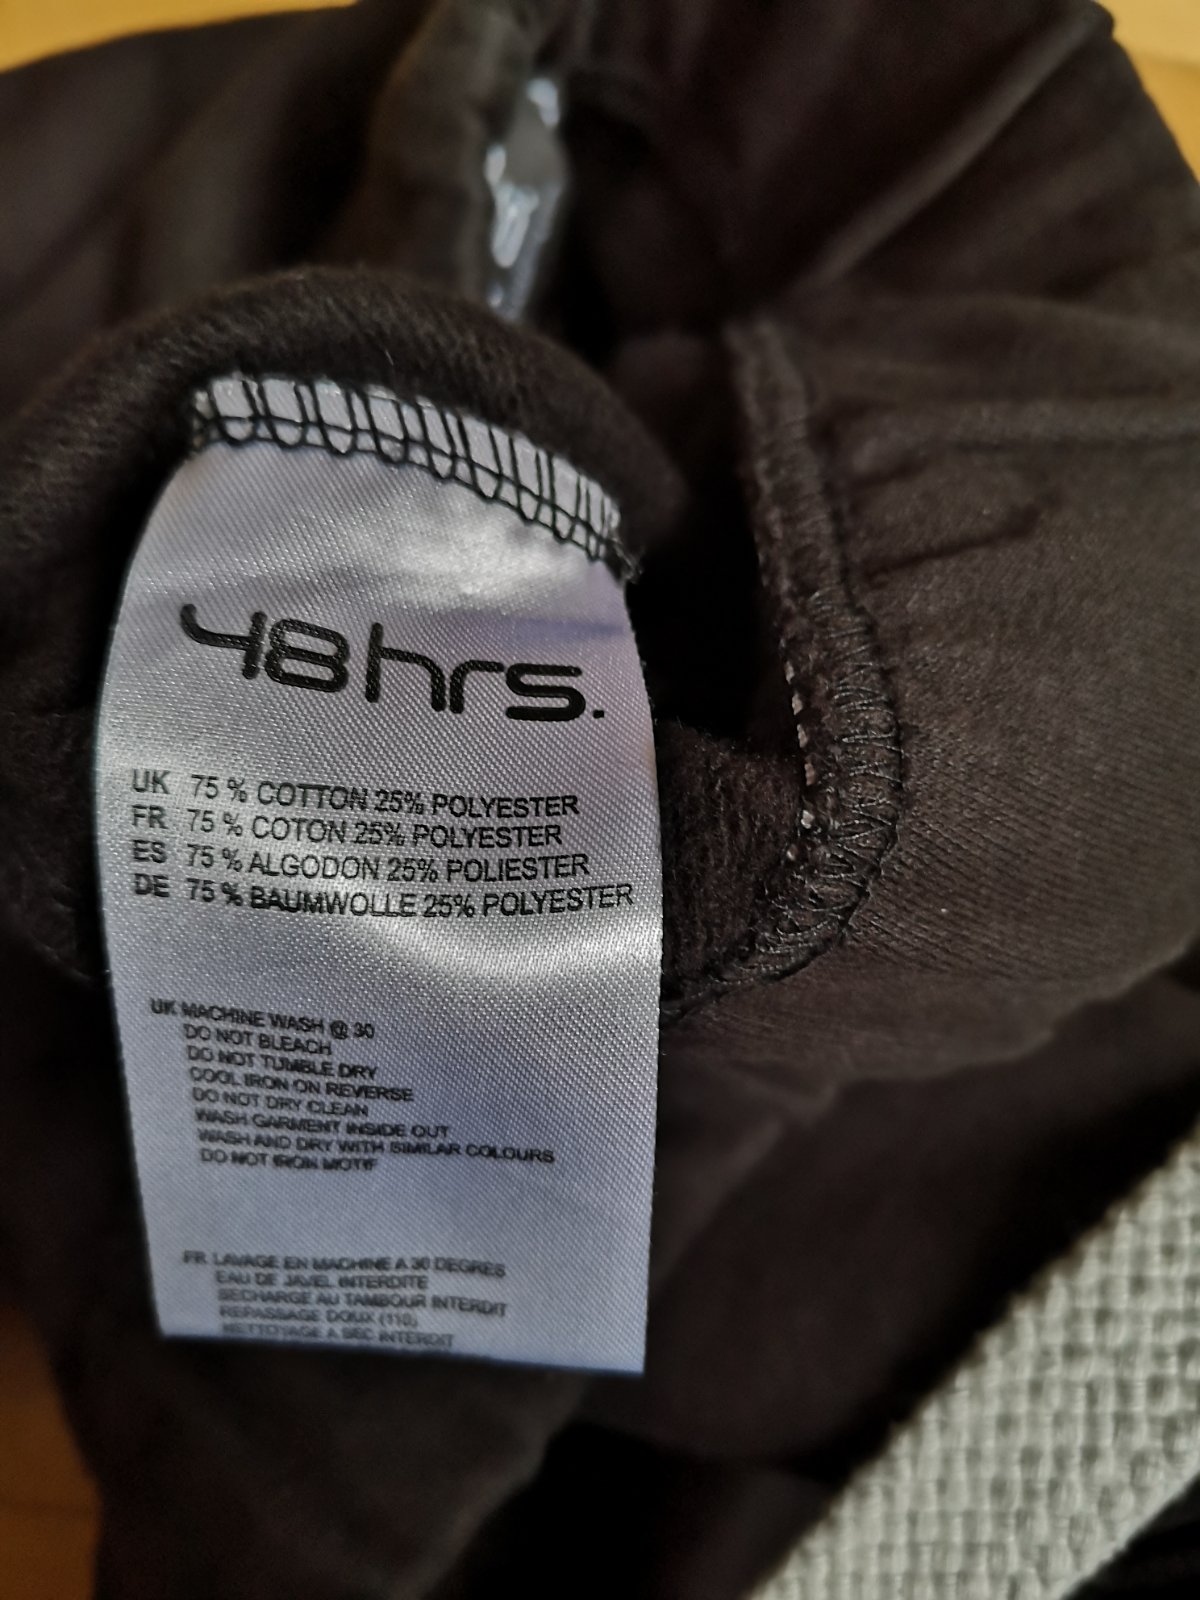 48hrs.
UK 75 % COTTON 25% POLYESTER
FR 75 % COTON 25% POLYESTER
ES 75 % ALGODON 25% POLIESTER
DE 75 % BAUMWOLLE 25% POLYESTER
UK MACHINE WASH @ 30
DO NOT BLEACH
DO NOT TUMBLE DRY
COOL IRON ON REVERSE
DO NOT DRY CLEAN
WASH GARMENT INSIDE OUT
WASH AND DRY WITH SIMILAR COLOURS
DO NOT IRON MOTIF
FR LAVAGE EN MACHINE A 30 DEGRES
EAU DE JAVEL INTERDITE
SECHARGE AU TAMBOUR INTERDIT
REPASSAGE DOUX (110)
NETTOYAGE A SEC INTERDIT